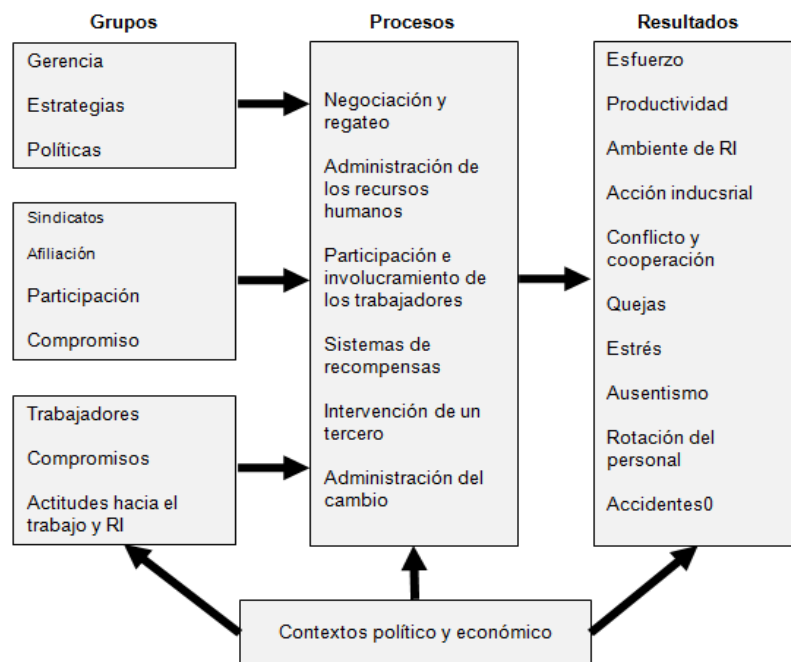 Grupos
Gerencia
Estrategias
Políticas
Sindicatos
Afiliación
Participación
Compromiso
Trabajadores
Compromisos
Actitudes hacia el
trabajo y RI
Procesos
Negociación y
regateo
Administración de
los recursos
humanos
Participación e
involucramiento de
los trabajadores
Sistemas de
recompensas
Intervención de un
tercero
Administración del
cambio
Resultados
Esfuerzo
Productividad
Ambiente de RI
Acción inducsrial
Conflicto y
cooperación
Quejas
Estrés
Ausentismo
Rotación del
personal
Accidentes0
Contextos político y económico